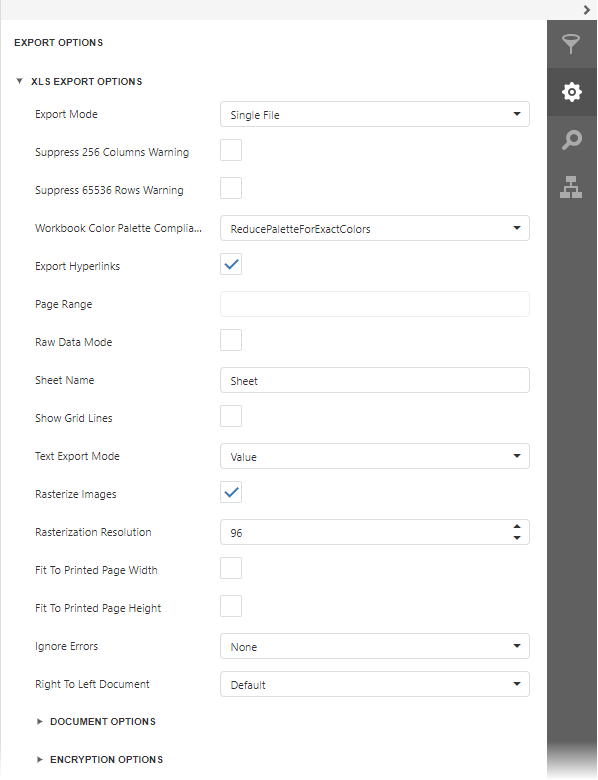 EXPORT OPTIONS
XLS EXPORT OPTIONS
Export Mode Single File
Suppress 256 Columns Warning
Suppress 65536 Rows Warning
Workbook Color Palette Complia... ReducePaletteForExactColors
Export Hyperlinks
Page Range
Raw Data Mode
Sheet Name Sheet
Show Grid Lines
Text Export Mode Value
Rasterize Images
Rasterization Resolution 96
Fit To Printed Page Width
Fit To Printed Page Height
Ignore Errors None
Right To Left Document Default
DOCUMENT OPTIONS
ENCRYPTION OPTIONS